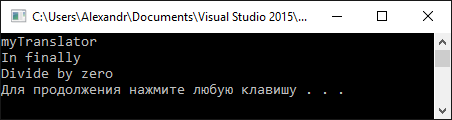 C:\Users\Alexandr\Documents\Visual Studio 2015\...
myTranslator
In finally
Divide by zero
Для продолжения нажмите любую клавишу . . .